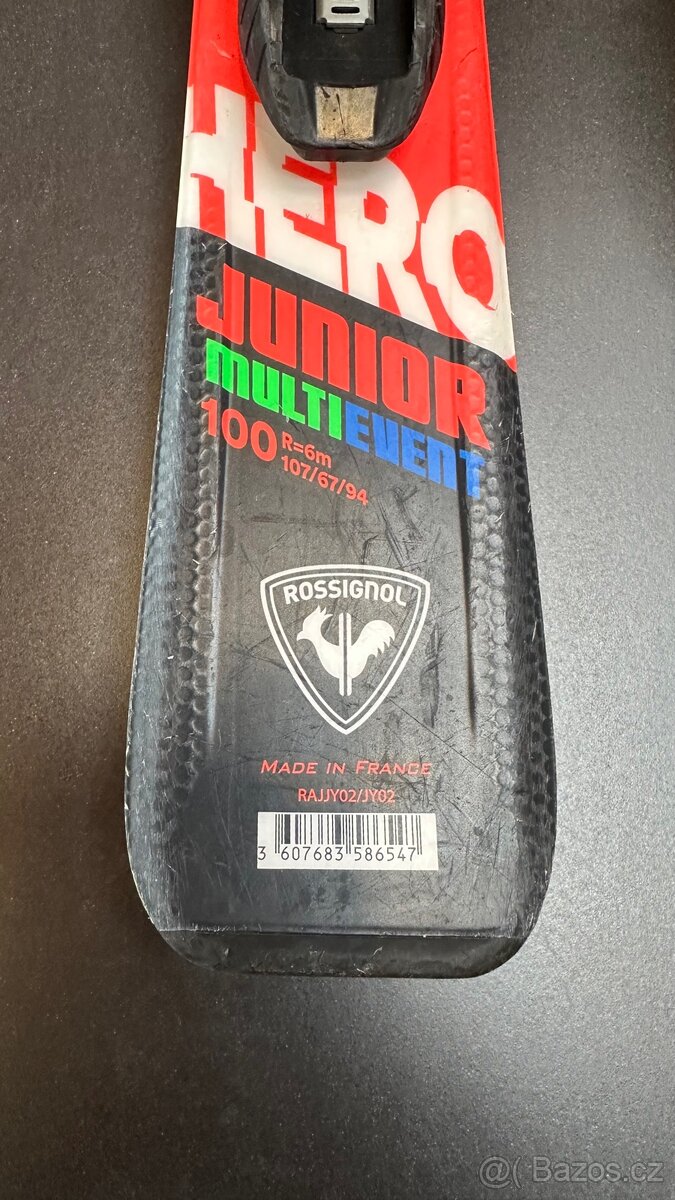 HERO
JUNIOR
MULTIEVENT
100 R=6m
107/67/94
ROSSIGNOL
MADE IN FRANCE
RAJJY02/JY02
3 607683 586547
@( Bazos.cz